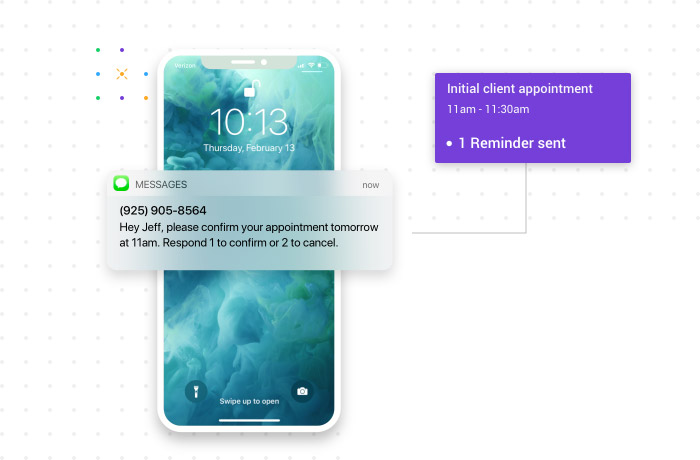 Verizon
10:13
Thursday, February 13
MESSAGES now
(925) 905-8564
Hey Jeff, please confirm your appointment tomorrow
at 11am. Respond 1 to confirm or 2 to cancel.
Swipe up to open
Initial client appointment
11am - 11:30am
• 1 Reminder sent